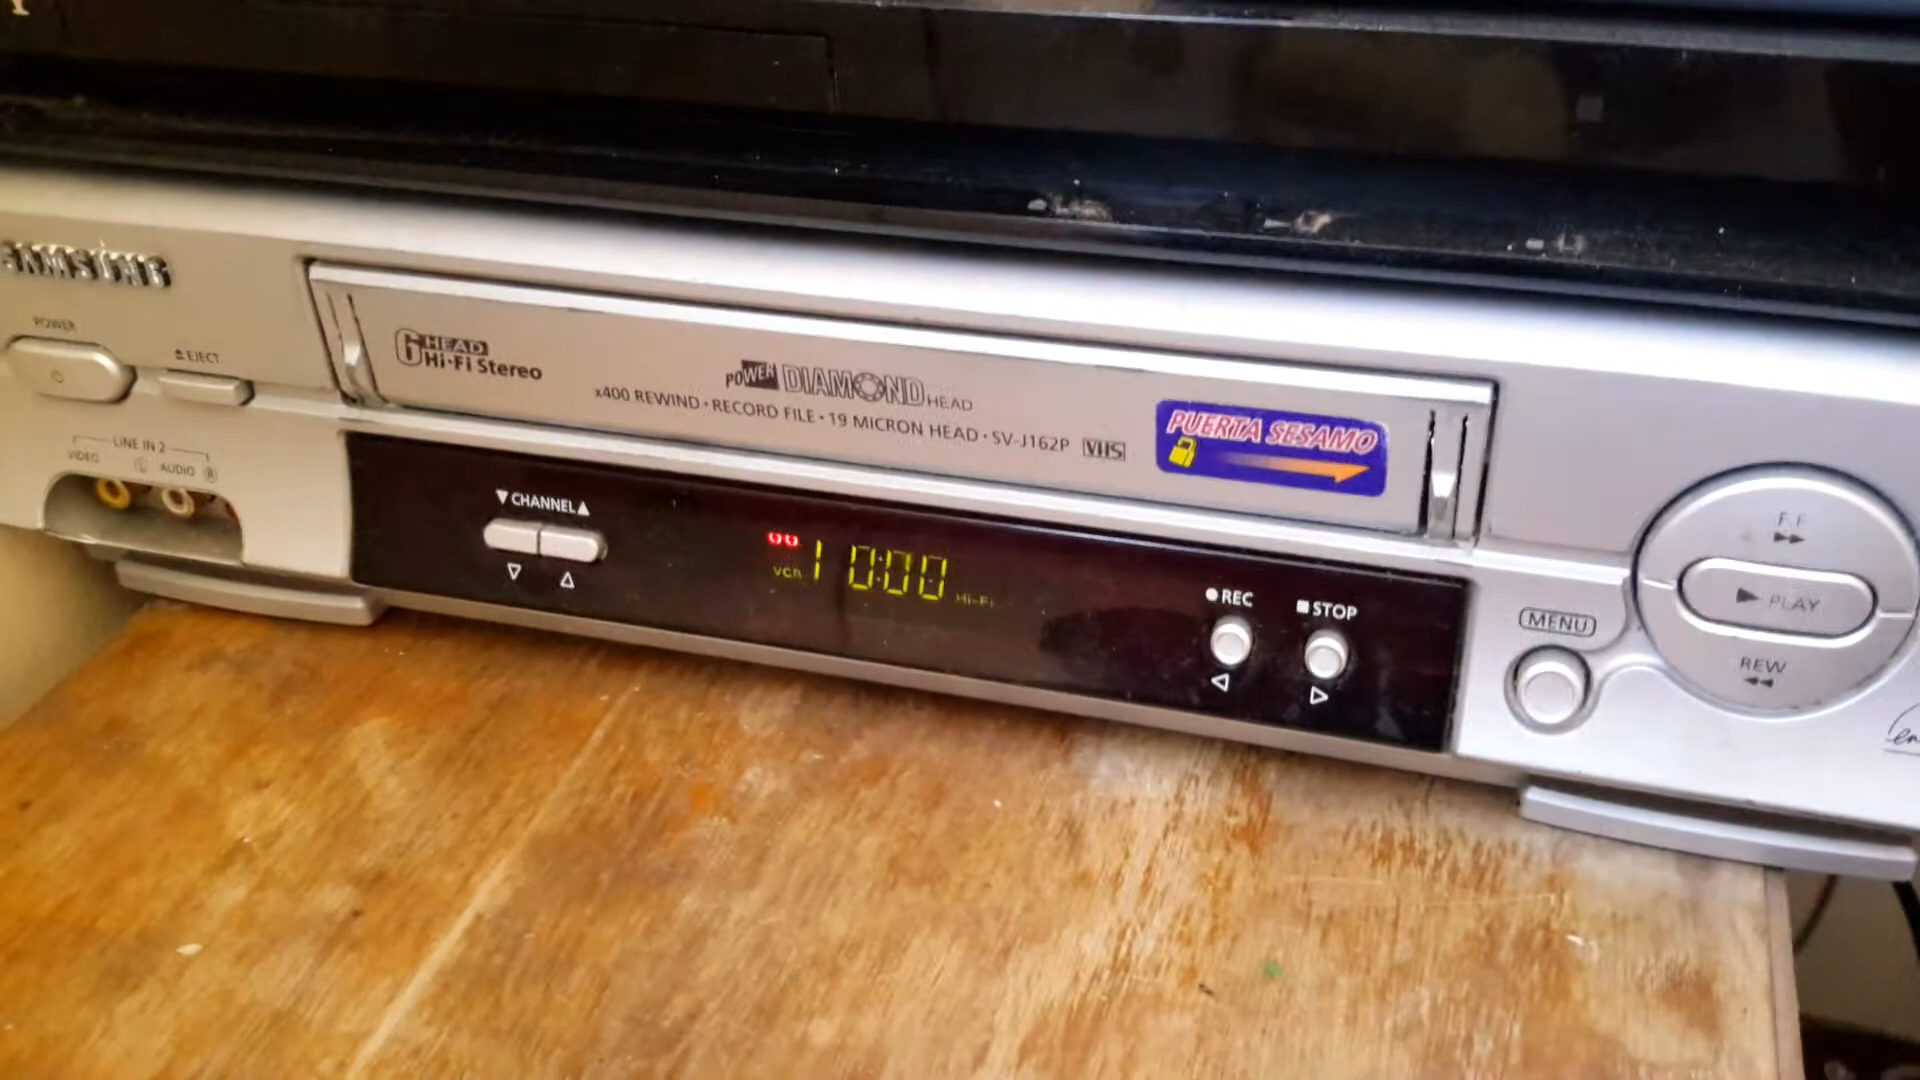 SAMSUNG
POWER
▲EJECT
LINE IN 2
VIDEO
L AUDIO R
6 HEAD
Hi-Fi Stereo
POWER DIAMOND HEAD
x400 REWIND • RECORD FILE • 19 MICRON HEAD • SV-J162P VHS
PUERTA SESAMO
▼ CHANNEL ▲
VCR 1 0:00 Hi-Fi
●REC
■STOP
MENU
F.F
▶▶
▶ PLAY
REW
◀◀